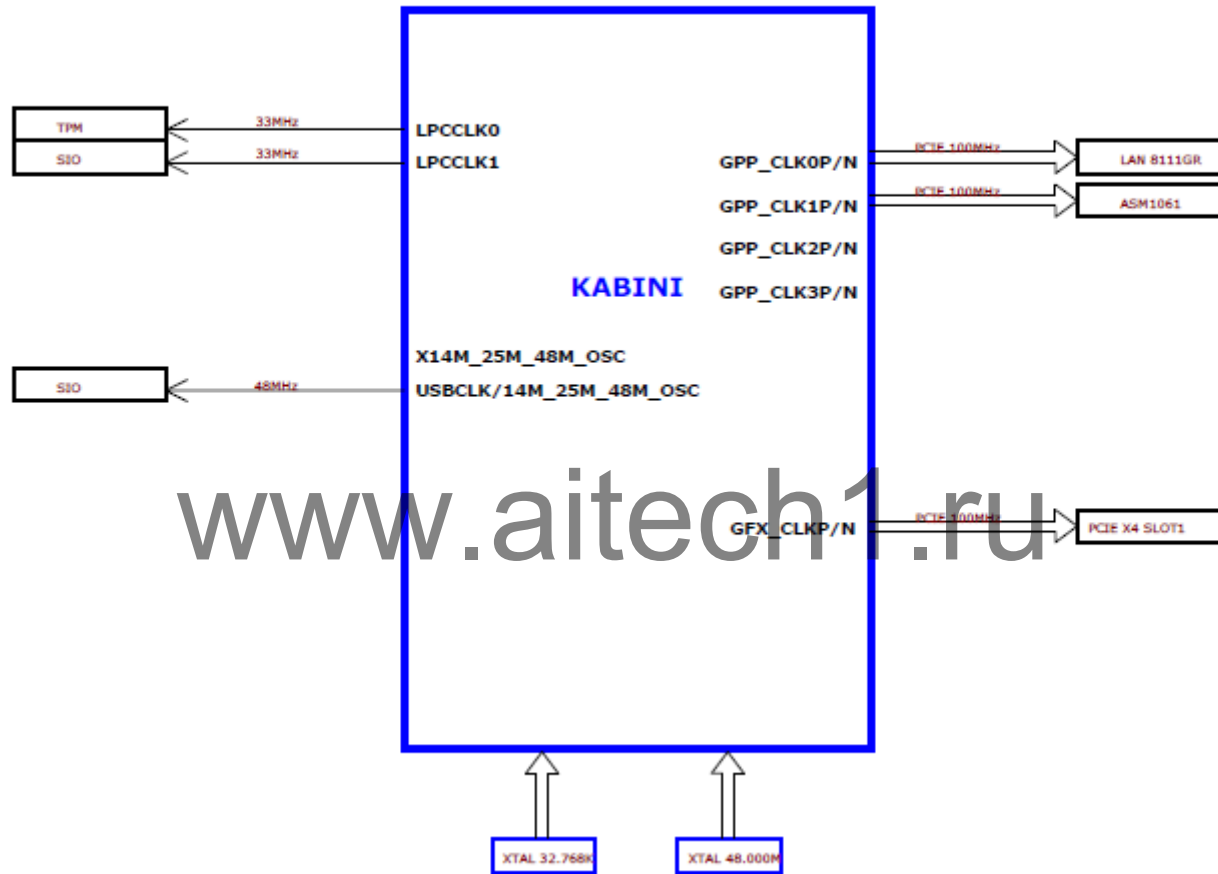 TPM
33MHz
LPCCLK0
SIO
33MHz
LPCCLK1
GPP_CLK0P/N
PCIE 100MHz
LAN 8111GR
GPP_CLK1P/N
PCIE 100MHz
ASM1061
GPP_CLK2P/N
KABINI
GPP_CLK3P/N
X14M_25M_48M_OSC
SIO
48MHz
USBCLK/14M_25M_48M_OSC
www.aitech1.ru
GFX_CLKP/N
PCIE 100MHz
PCIE X4 SLOT1
XTAL 32.768K
XTAL 48.000M